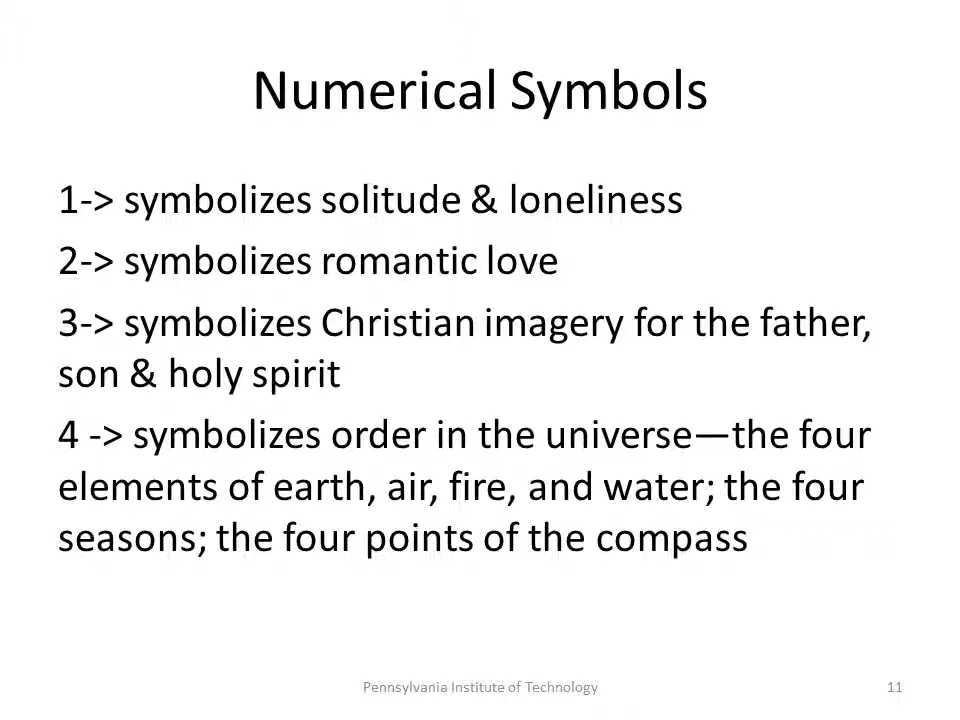 Numerical Symbols
1-> symbolizes solitude & loneliness
2-> symbolizes romantic love
3-> symbolizes Christian imagery for the father,
son & holy spirit
4 -> symbolizes order in the universe—the four
elements of earth, air, fire, and water; the four
seasons; the four points of the compass
Pennsylvania Institute of Technology
11